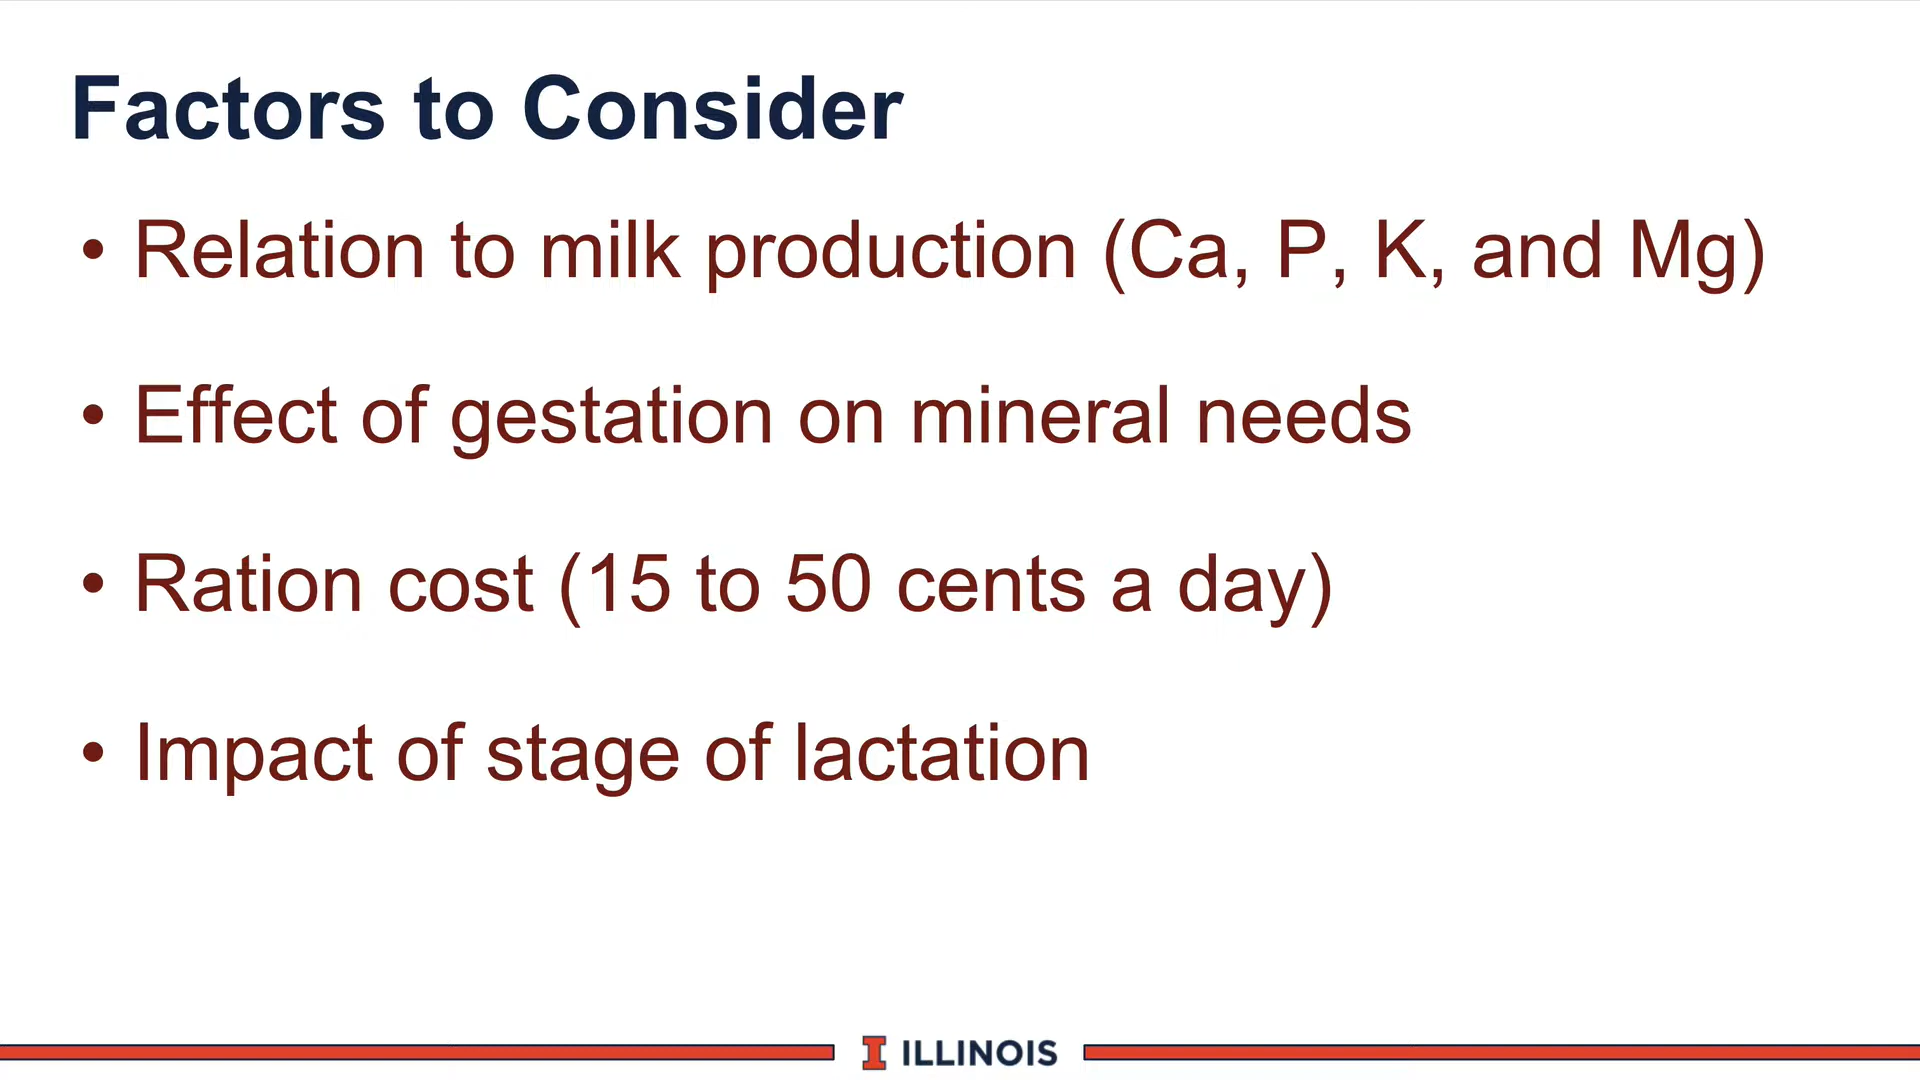 Factors to Consider
• Relation to milk production (Ca, P, K, and Mg)
• Effect of gestation on mineral needs
• Ration cost (15 to 50 cents a day)
• Impact of stage of lactation
I ILLINOIS